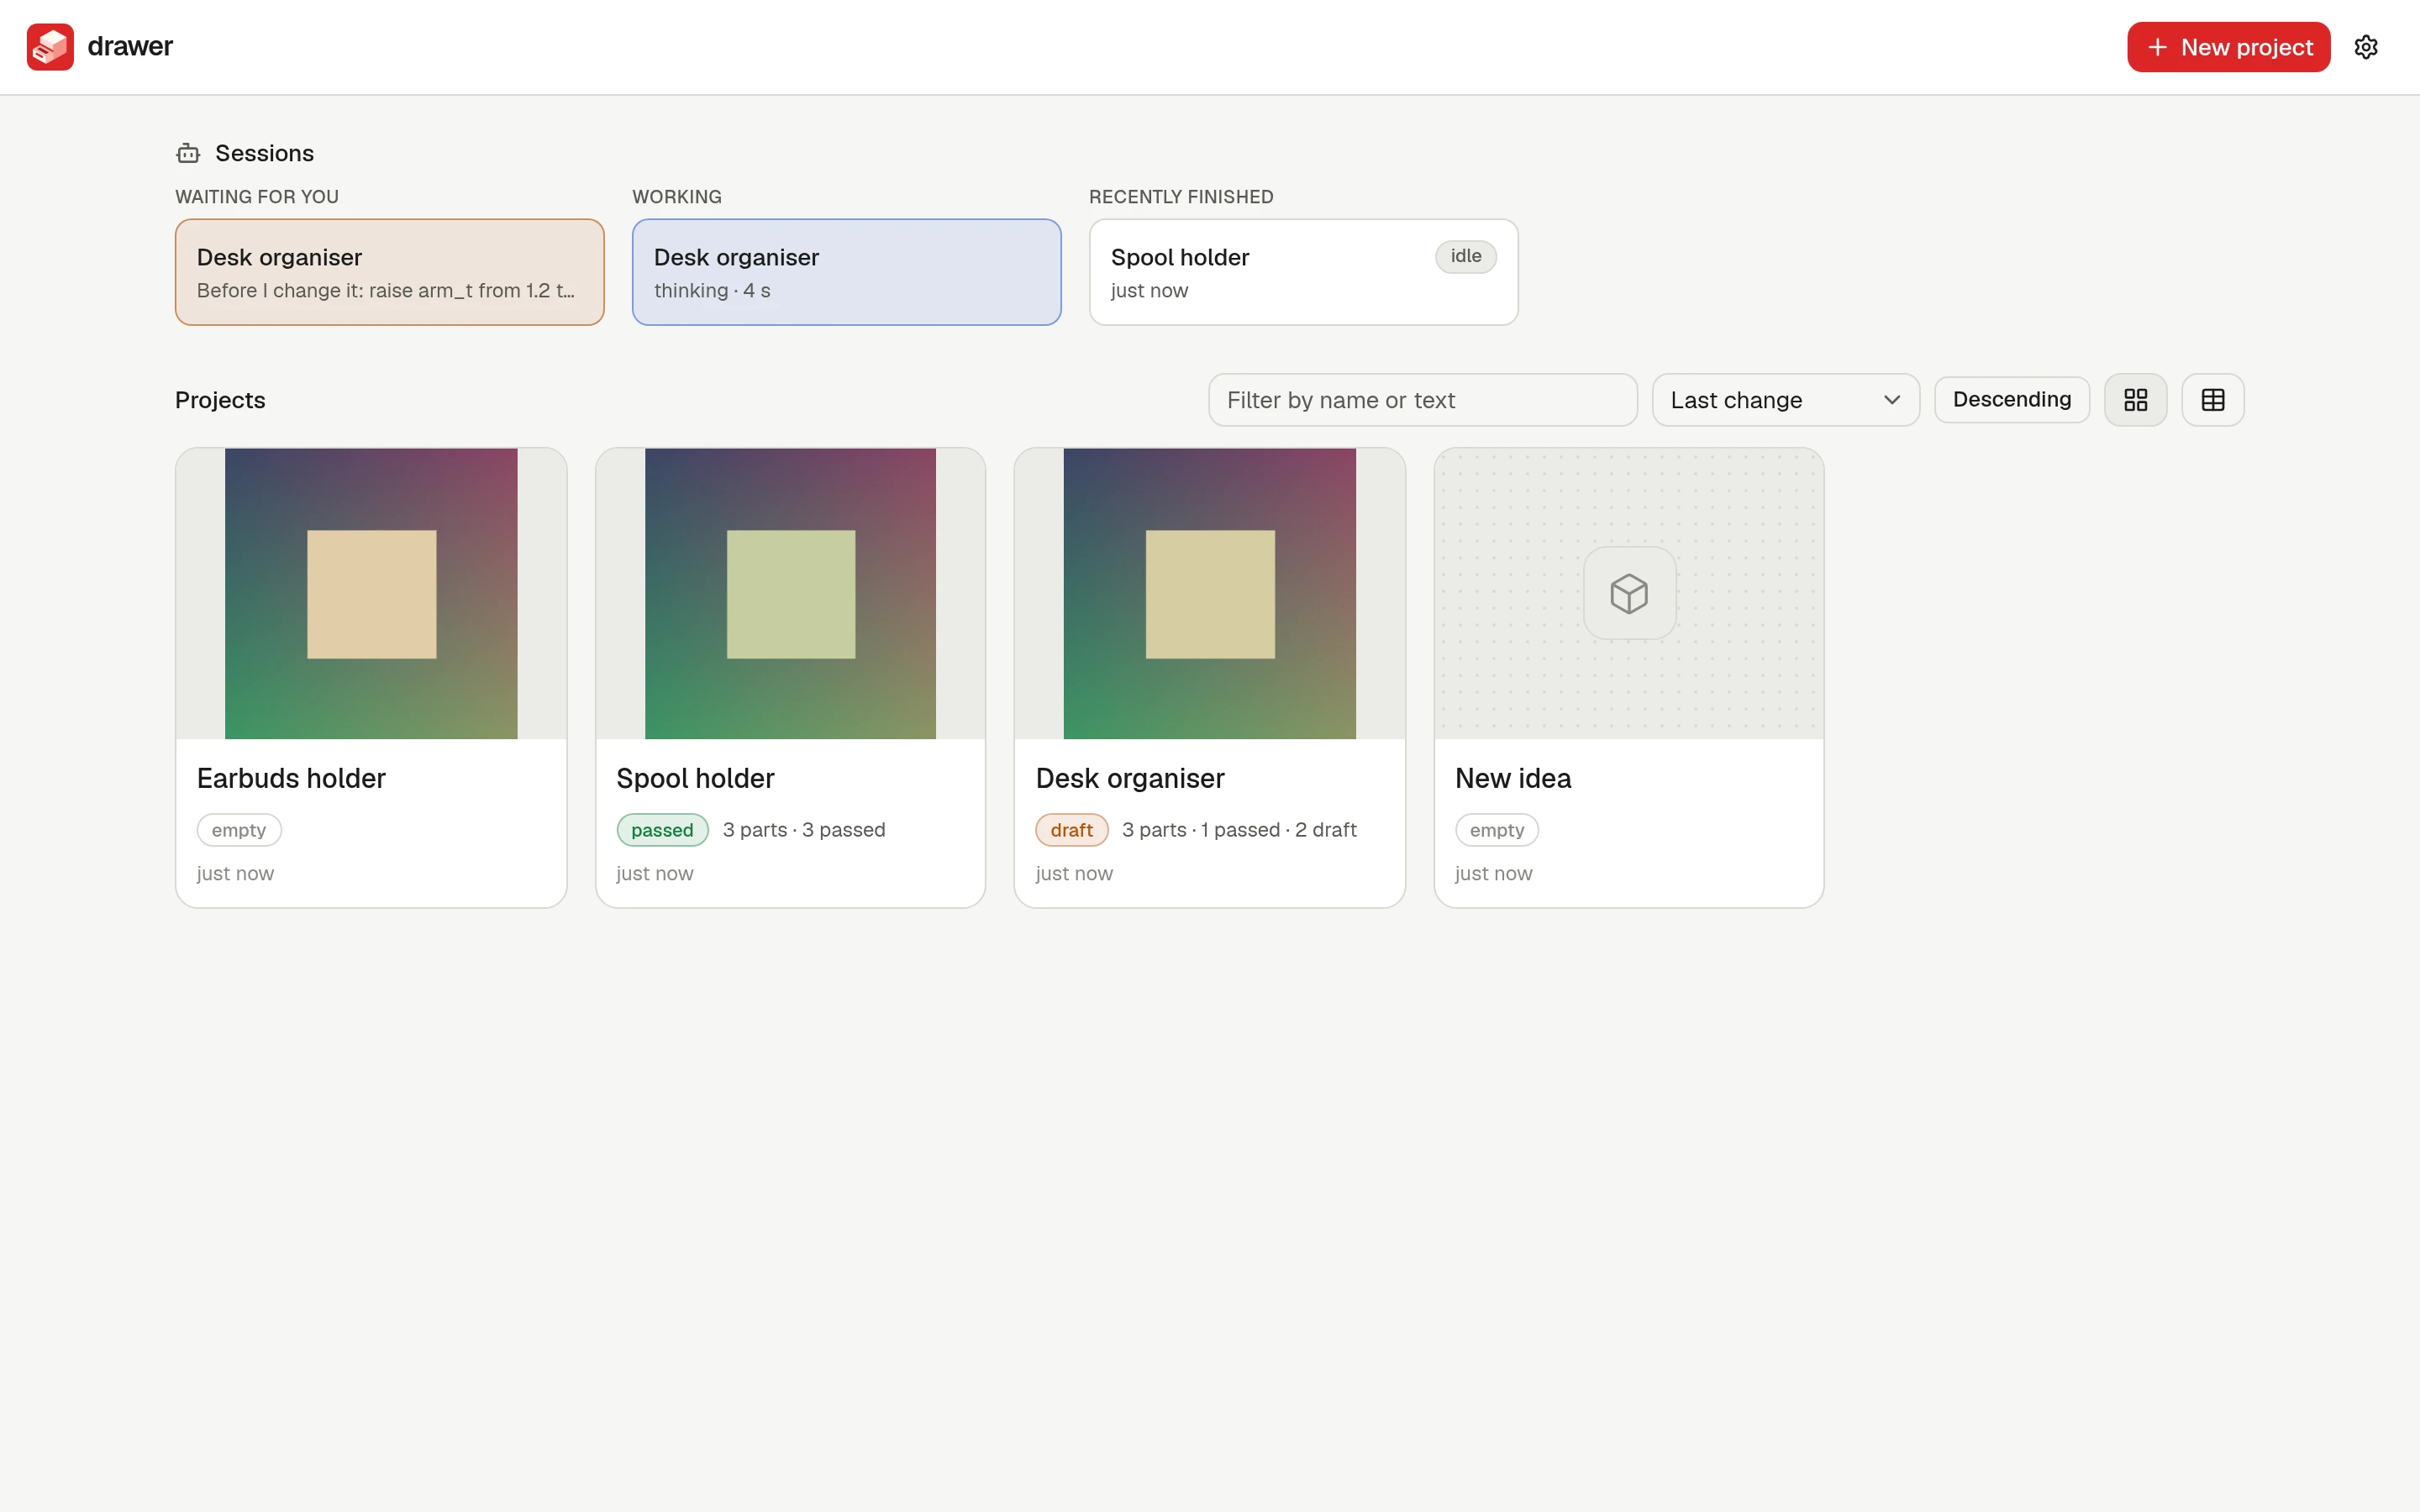 drawer
New project
Sessions
WAITING FOR YOU
Desk organiser
Before I change it: raise arm_t from 1.2 t...
WORKING
Desk organiser
thinking · 4 s
RECENTLY FINISHED
Spool holder
idle
just now
Projects
Filter by name or text
Last change
Descending
Earbuds holder
empty
just now
Spool holder
passed 3 parts · 3 passed
just now
Desk organiser
draft 3 parts · 1 passed · 2 draft
just now
New idea
empty
just now